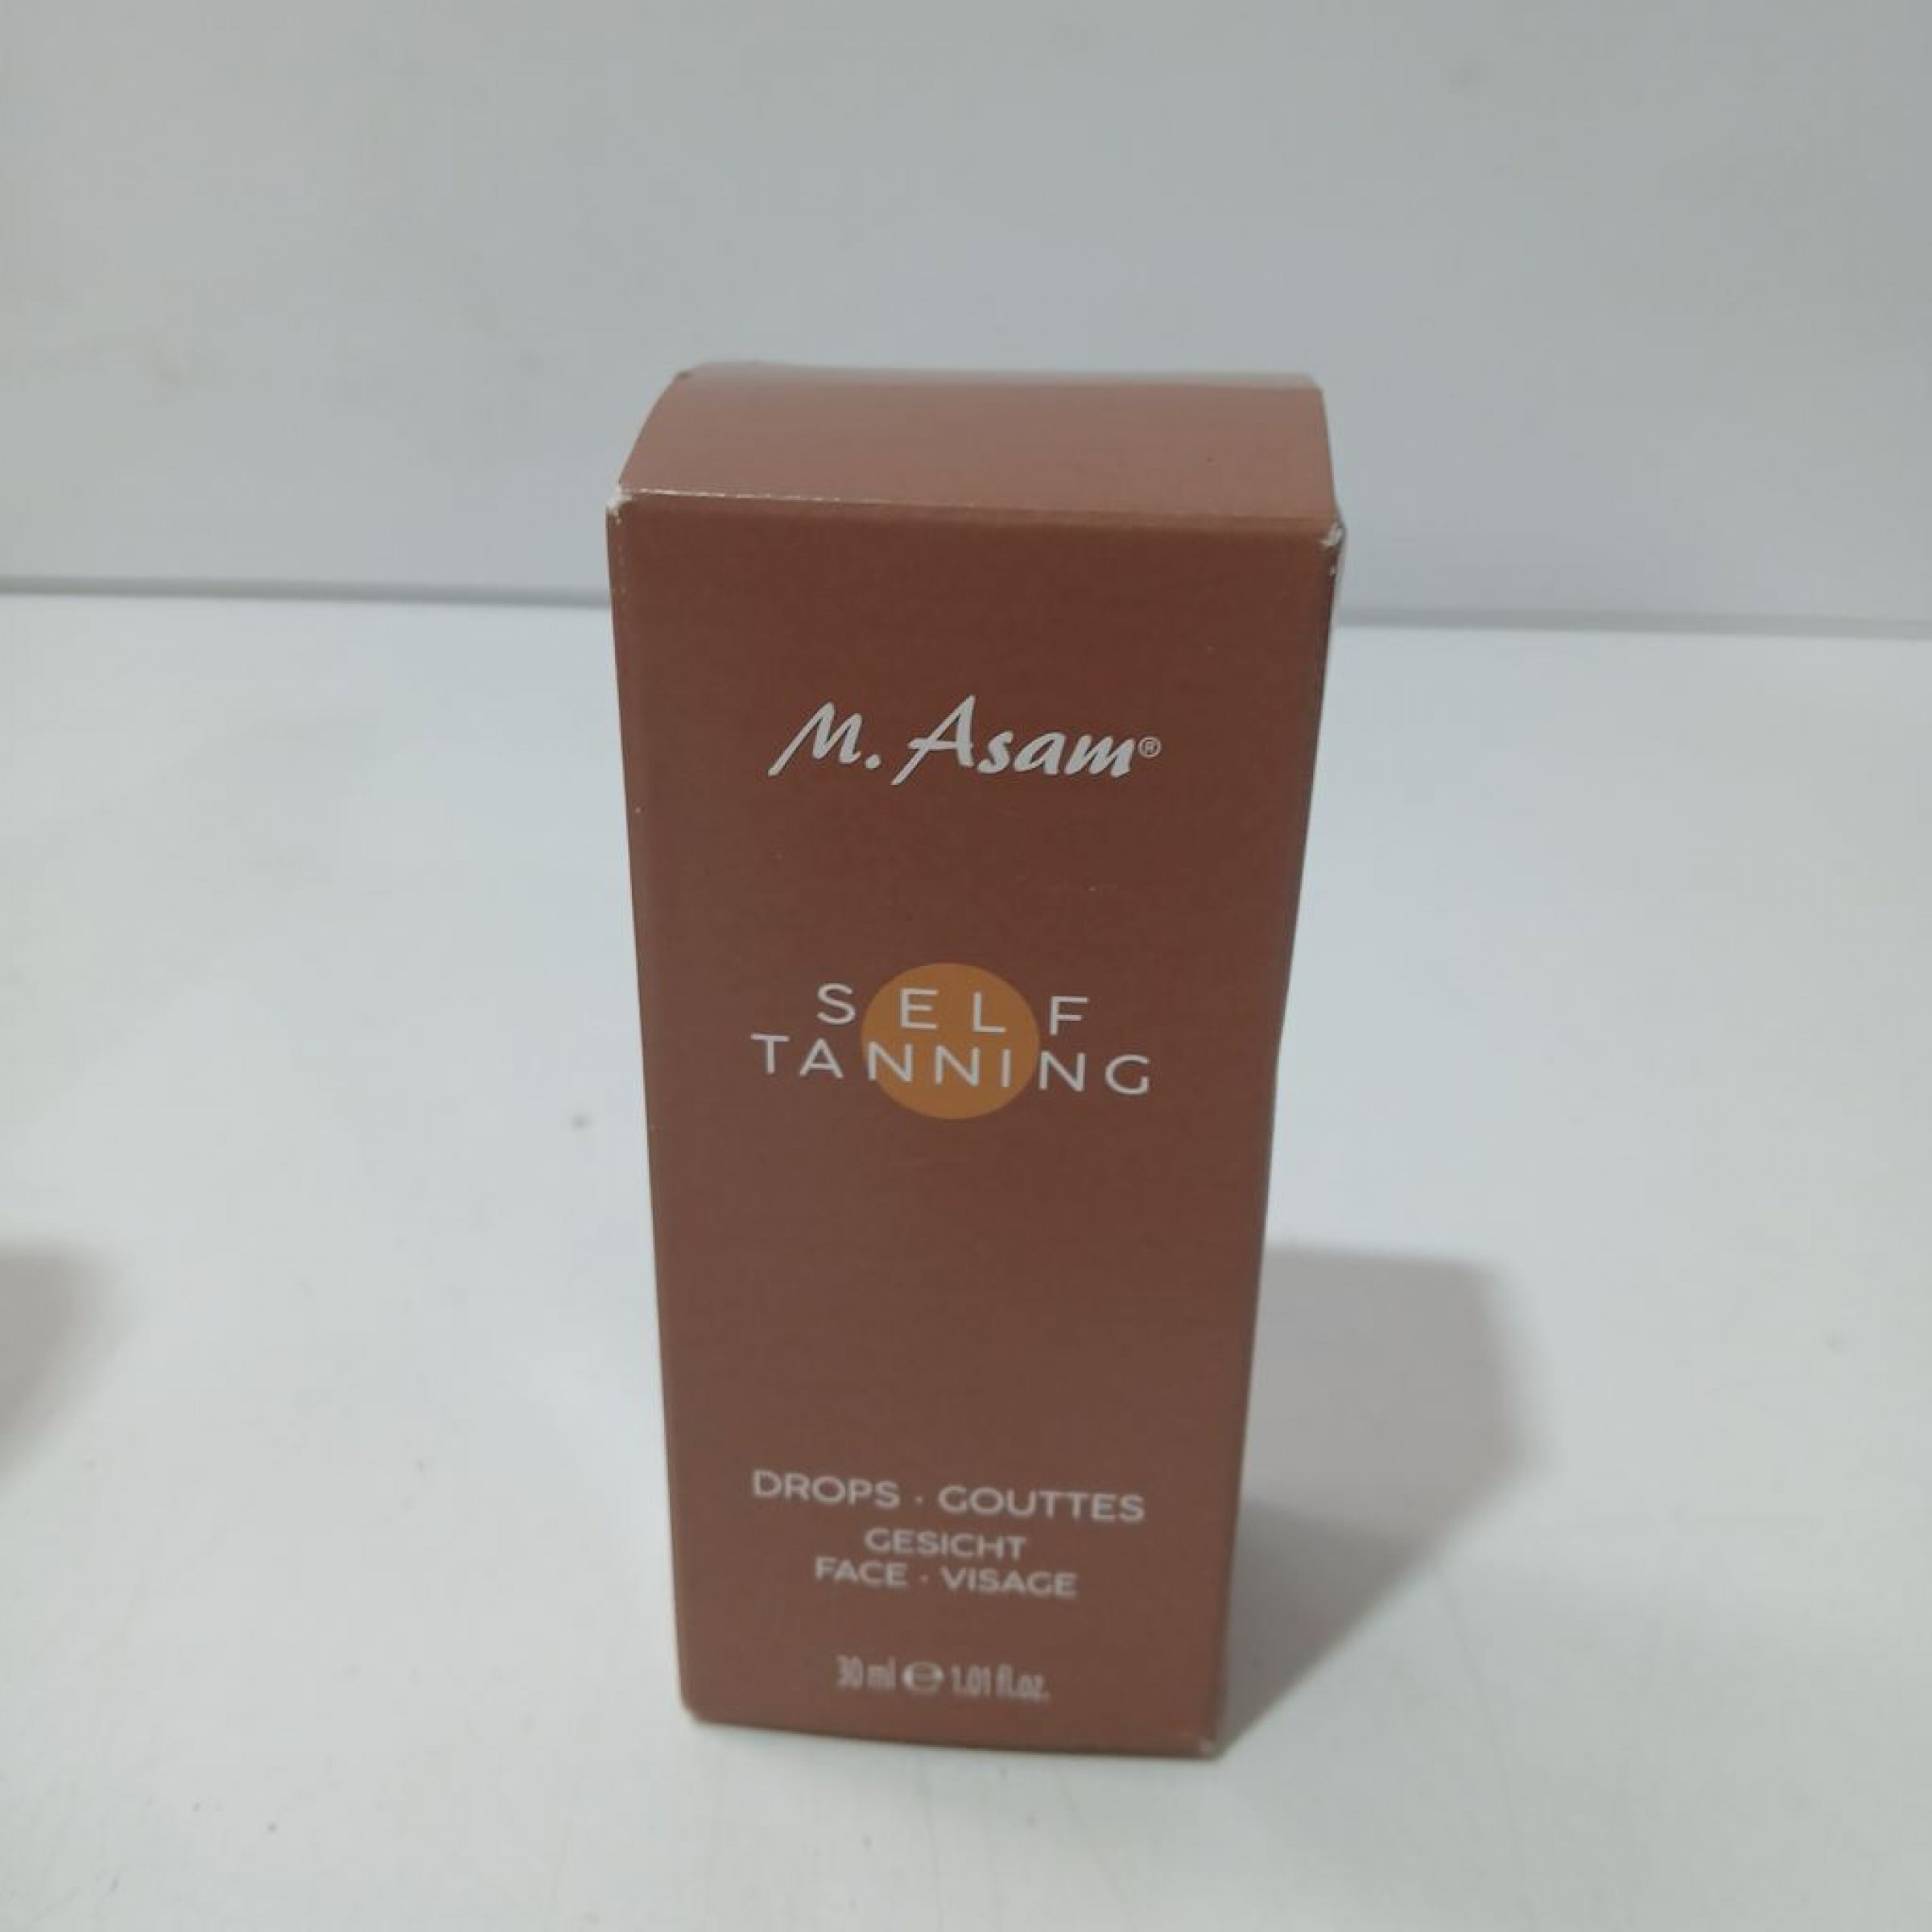 M. Asam®
SELF
TANNING
DROPS · GOUTTES
GESICHT
FACE · VISAGE
30 ml ℮ 1.01 fl.oz.